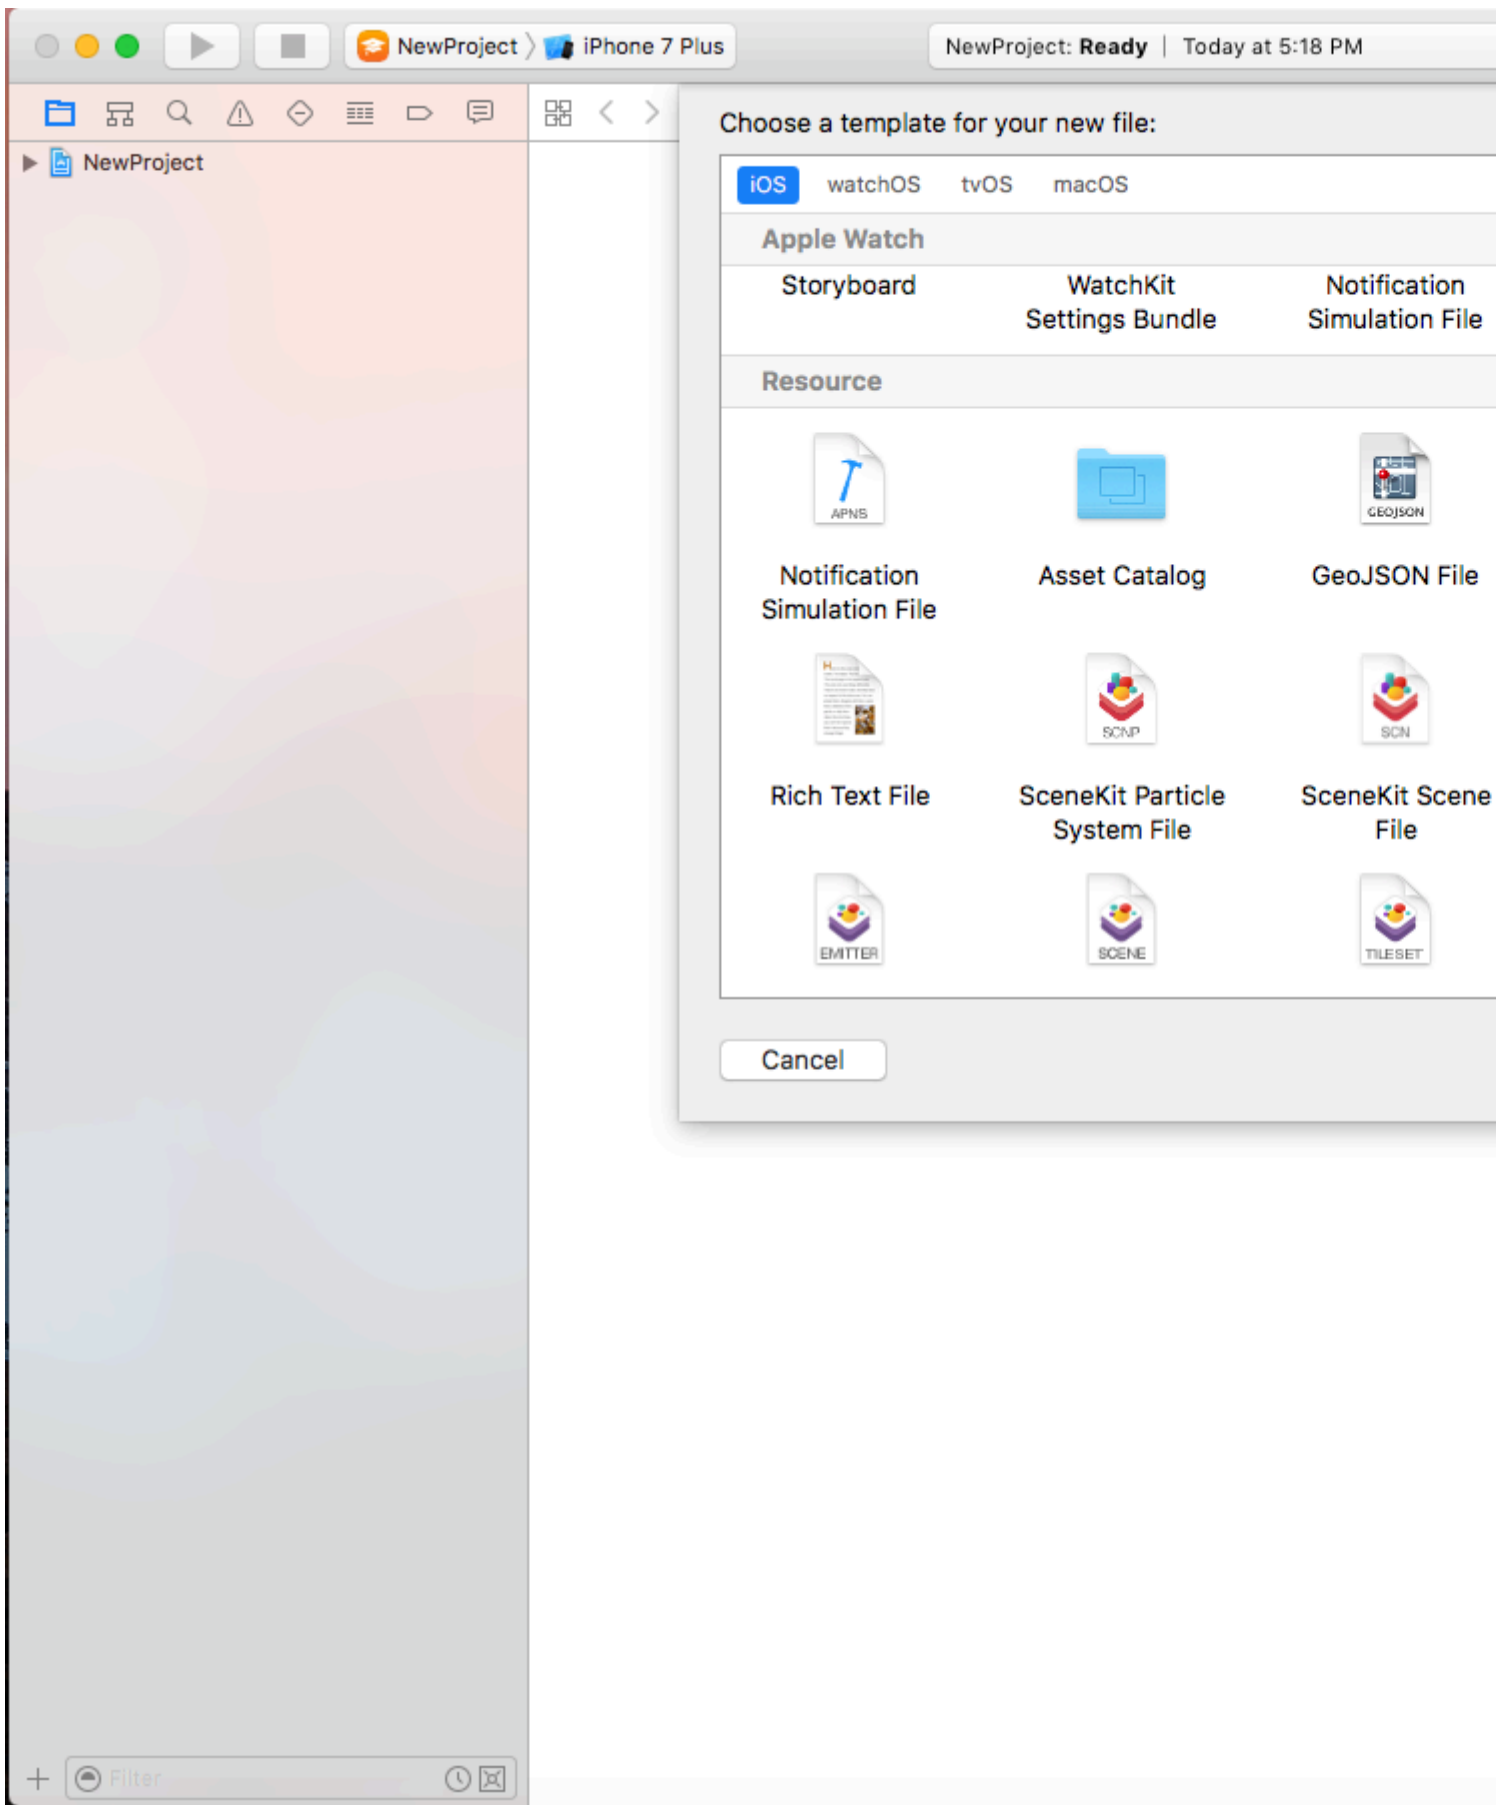 NewProject iPhone 7 Plus NewProject: Ready | Today at 5:18 PM
Choose a template for your new file:
NewProject
iOS watchOS tvOS macOS
Apple Watch
Storyboard WatchKit Notification
Settings Bundle Simulation File
Resource
APNS GEOJSON
Notification Asset Catalog GeoJSON File
Simulation File
SCNP SCN
Rich Text File SceneKit Particle SceneKit Scene
System File File
EMITTER SCENE TILESET
Cancel
Filter